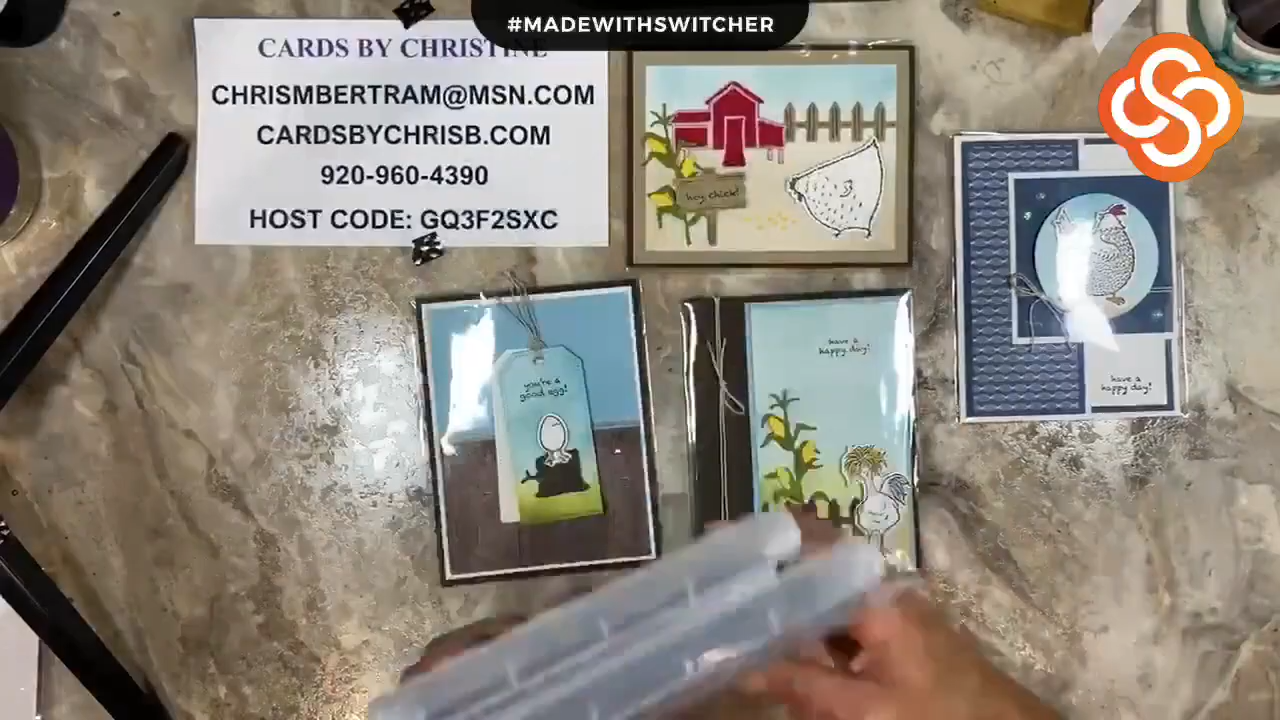 #MADEWITHSWITCHER
CARDS BY CHRISTINE
CHRISMBERTRAM@MSN.COM
CARDSBYCHRISB.COM
920-960-4390
HOST CODE: GQ3F2SXC
hey, chick!
you're a
good egg!
have a
happy day!
have a
happy day!